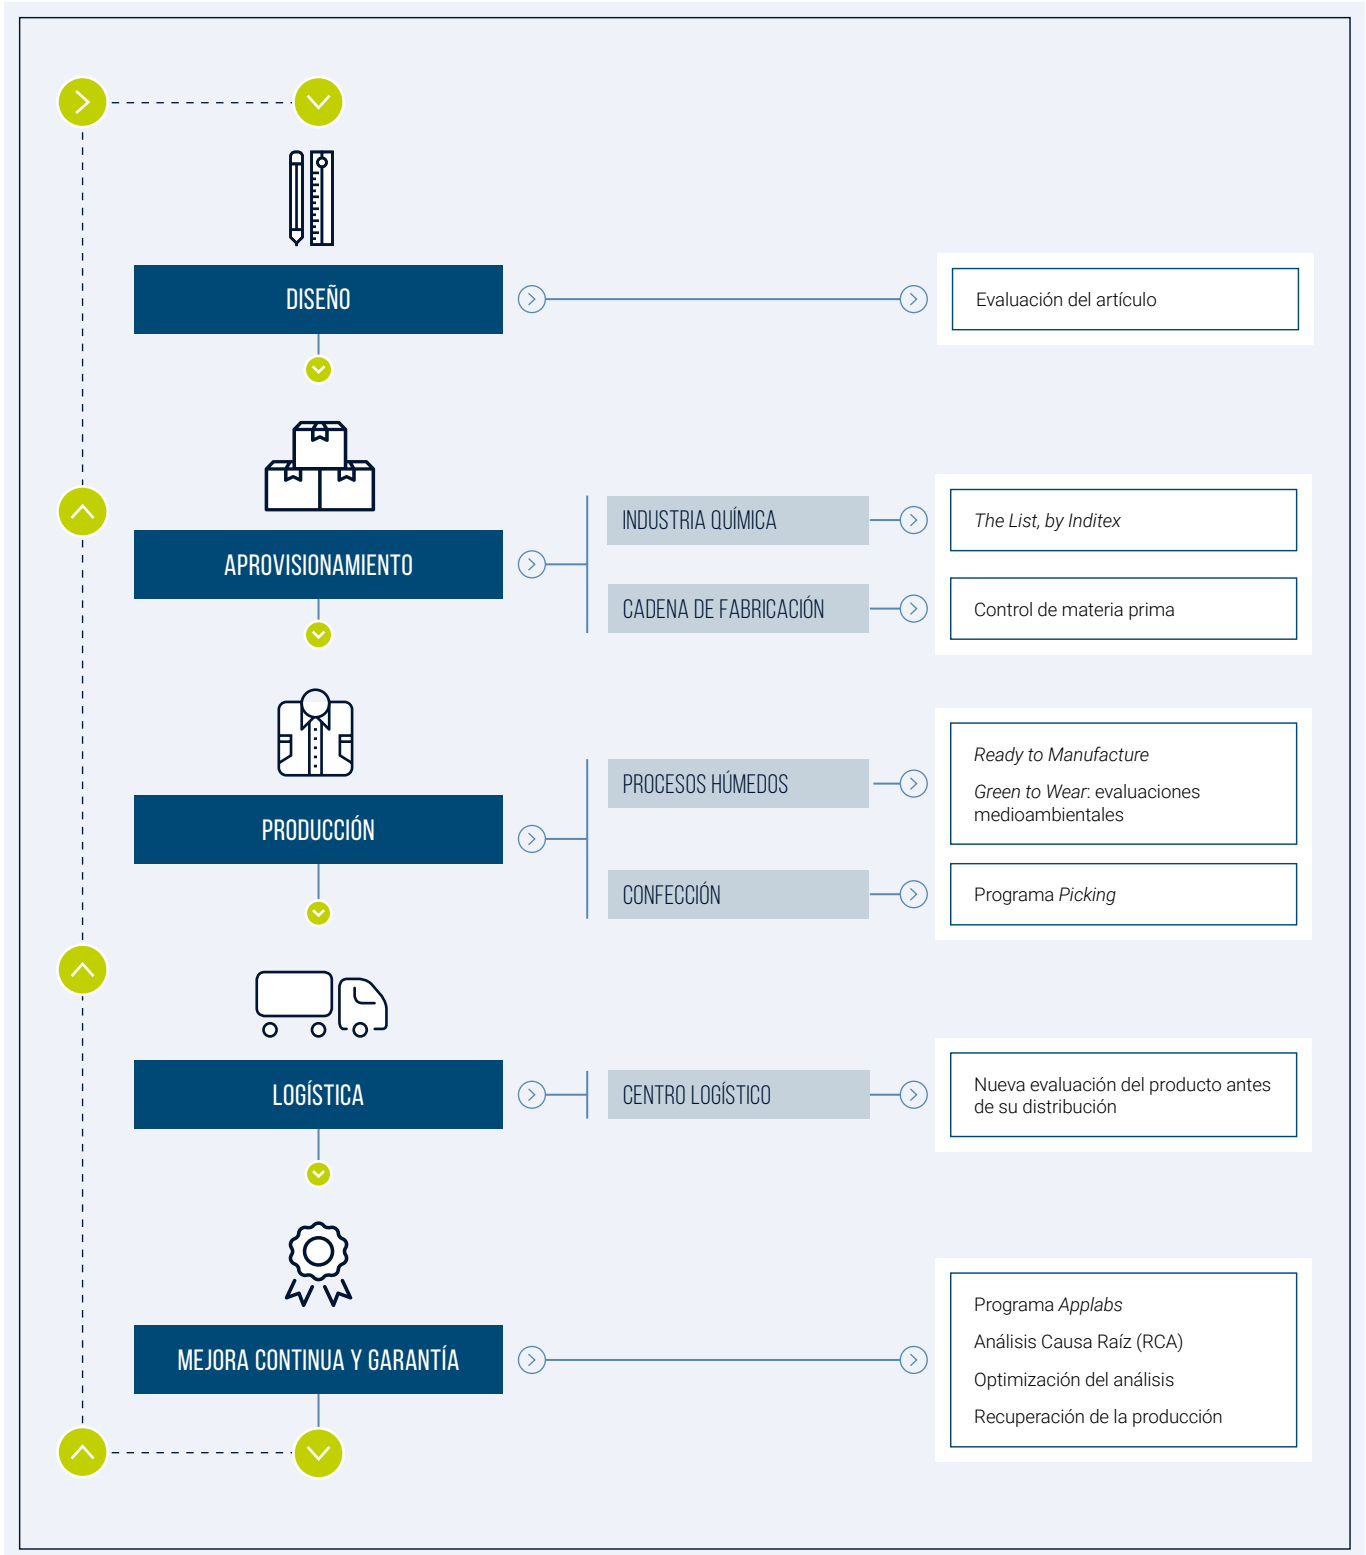 DISEÑO
Evaluación del artículo
APROVISIONAMIENTO
INDUSTRIA QUÍMICA
The List, by Inditex
CADENA DE FABRICACIÓN
Control de materia prima
PRODUCCIÓN
PROCESOS HÚMEDOS
Ready to Manufacture
Green to Wear: evaluaciones
medioambientales
CONFECCIÓN
Programa Picking
LOGÍSTICA
CENTRO LOGÍSTICO
Nueva evaluación del producto antes
de su distribución
MEJORA CONTINUA Y GARANTÍA
Programa Applabs
Análisis Causa Raíz (RCA)
Optimización del análisis
Recuperación de la producción